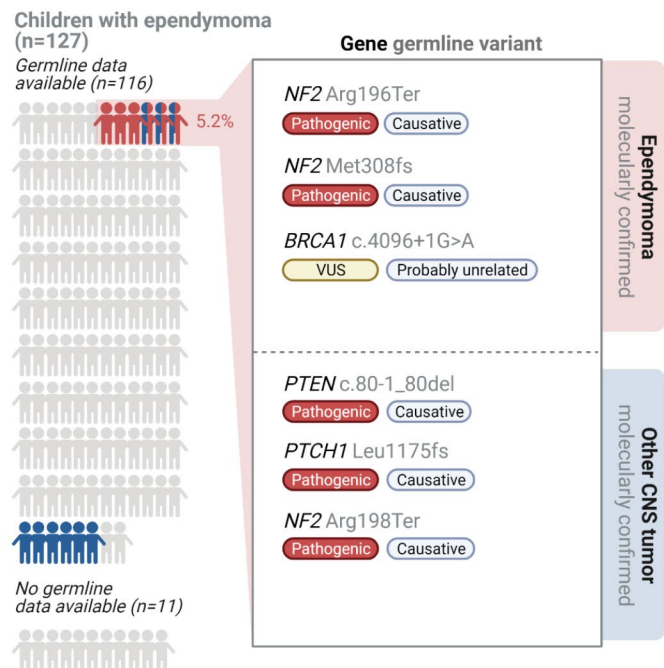 Children with ependymoma
(n=127)
Germline data
available (n=116)
5.2%
No germline
data available (n=11)
Gene germline variant
NF2 Arg196Ter
Pathogenic Causative
NF2 Met308fs
Pathogenic Causative
BRCA1 c.4096+1G>A
VUS Probably unrelated
PTEN c.80-1_80del
Pathogenic Causative
PTCH1 Leu1175fs
Pathogenic Causative
NF2 Arg198Ter
Pathogenic Causative
Ependymoma
molecularly confirmed
Other CNS tumor
molecularly confirmed